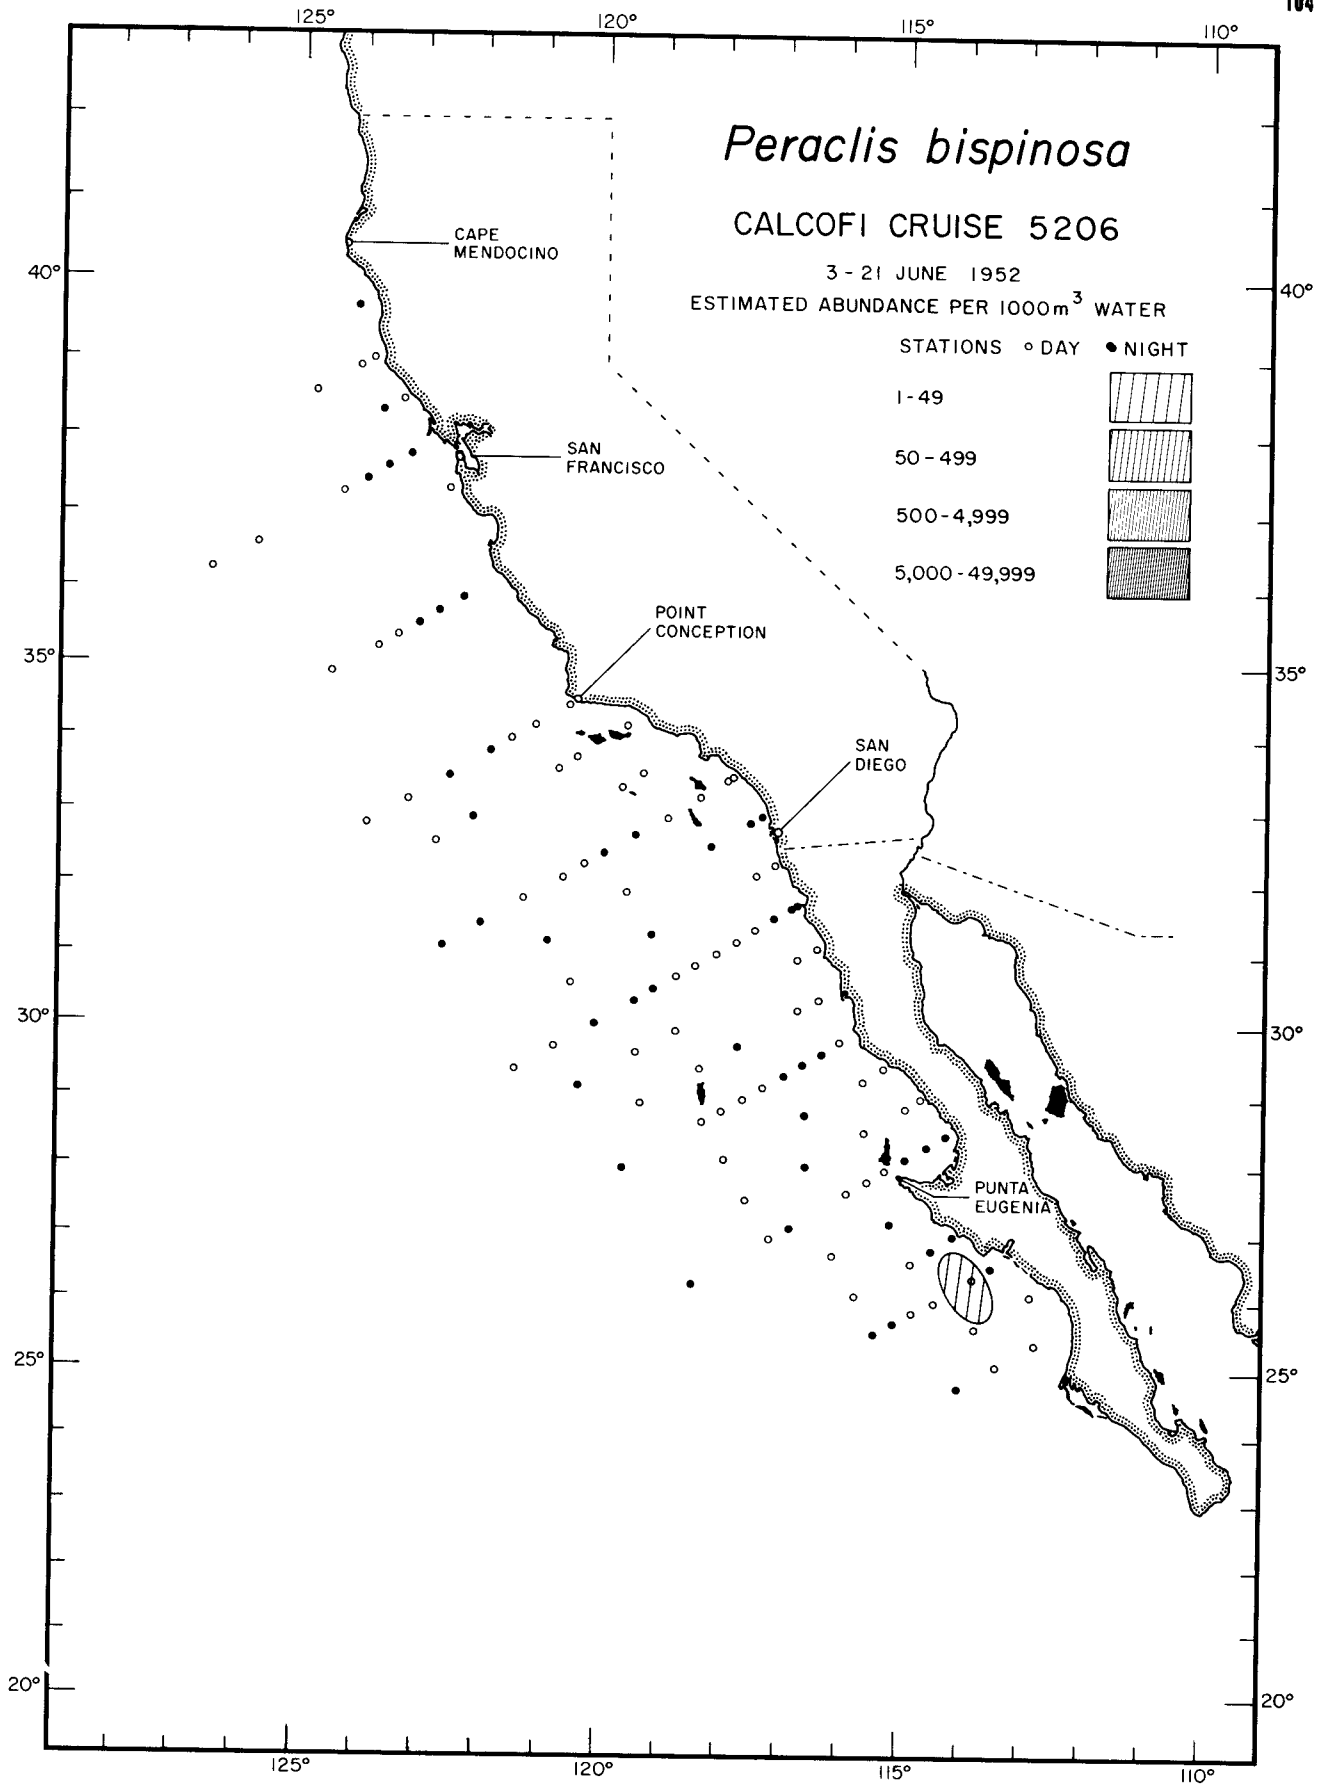 104
125° 120° 115° 110°
Peraclis bispinosa
CALCOFI CRUISE 5206
3 - 21 JUNE 1952
ESTIMATED ABUNDANCE PER 1000m³ WATER
STATIONS ○ DAY ● NIGHT
1 - 49
50 - 499
500 - 4,999
5,000 - 49,999
CAPE
MENDOCINO
40° 40°
SAN
FRANCISCO
POINT
CONCEPTION
35° 35°
SAN
DIEGO
30° 30°
PUNTA
EUGENIA
25° 25°
20° 20°
125° 120° 115° 110°